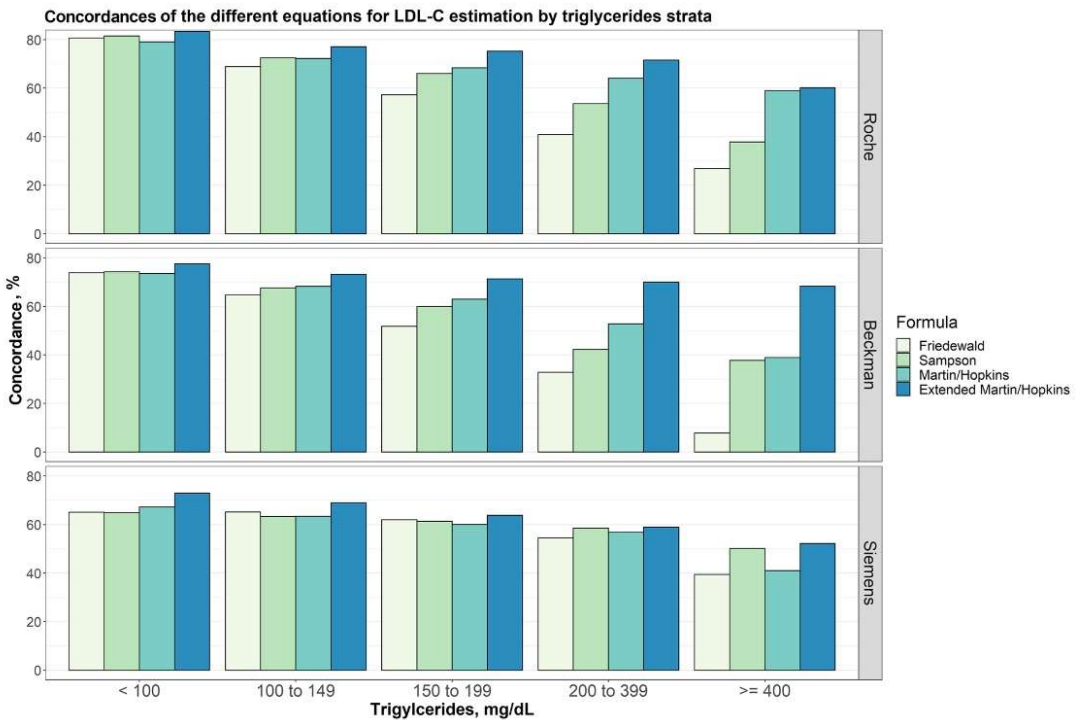 Concordances of the different equations for LDL-C estimation by triglycerides strata
80
60
40
20
0
Roche
80
60
40
20
0
Beckman
80
60
40
20
0
Siemens
Concordance, %
< 100
100 to 149
150 to 199
200 to 399
>= 400
Trigylcerides, mg/dL
Formula
Friedewald
Sampson
Martin/Hopkins
Extended Martin/Hopkins